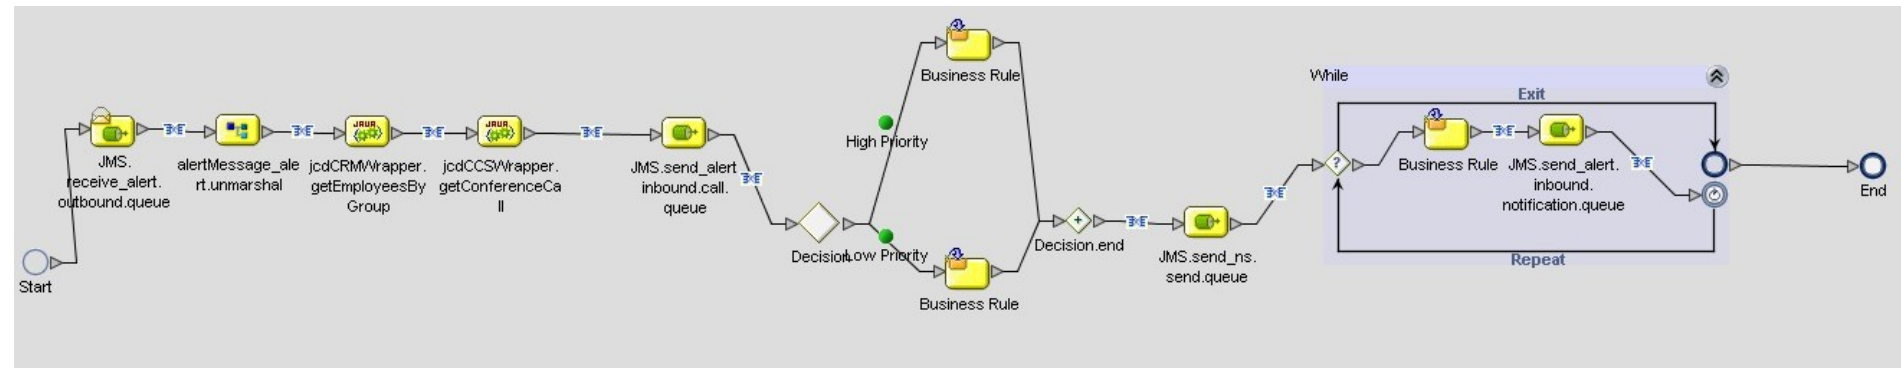 Start
JMS.
receive_alert.
outbound.queue
alertMessage_ale
rt.unmarshal
JAVA
jcdCRMWrapper.
getEmployeesBy
Group
JAVA
jcdCCSWrapper.
getConferenceCa
ll
JMS.send_alert
inbound.call.
queue
Decision
High Priority
Low Priority
Business Rule
Business Rule
+
Decision.end
JMS.send_ns.
send.queue
While
Exit
?
Business Rule
JMS.send_alert.
inbound.
notification.queue
Repeat
End